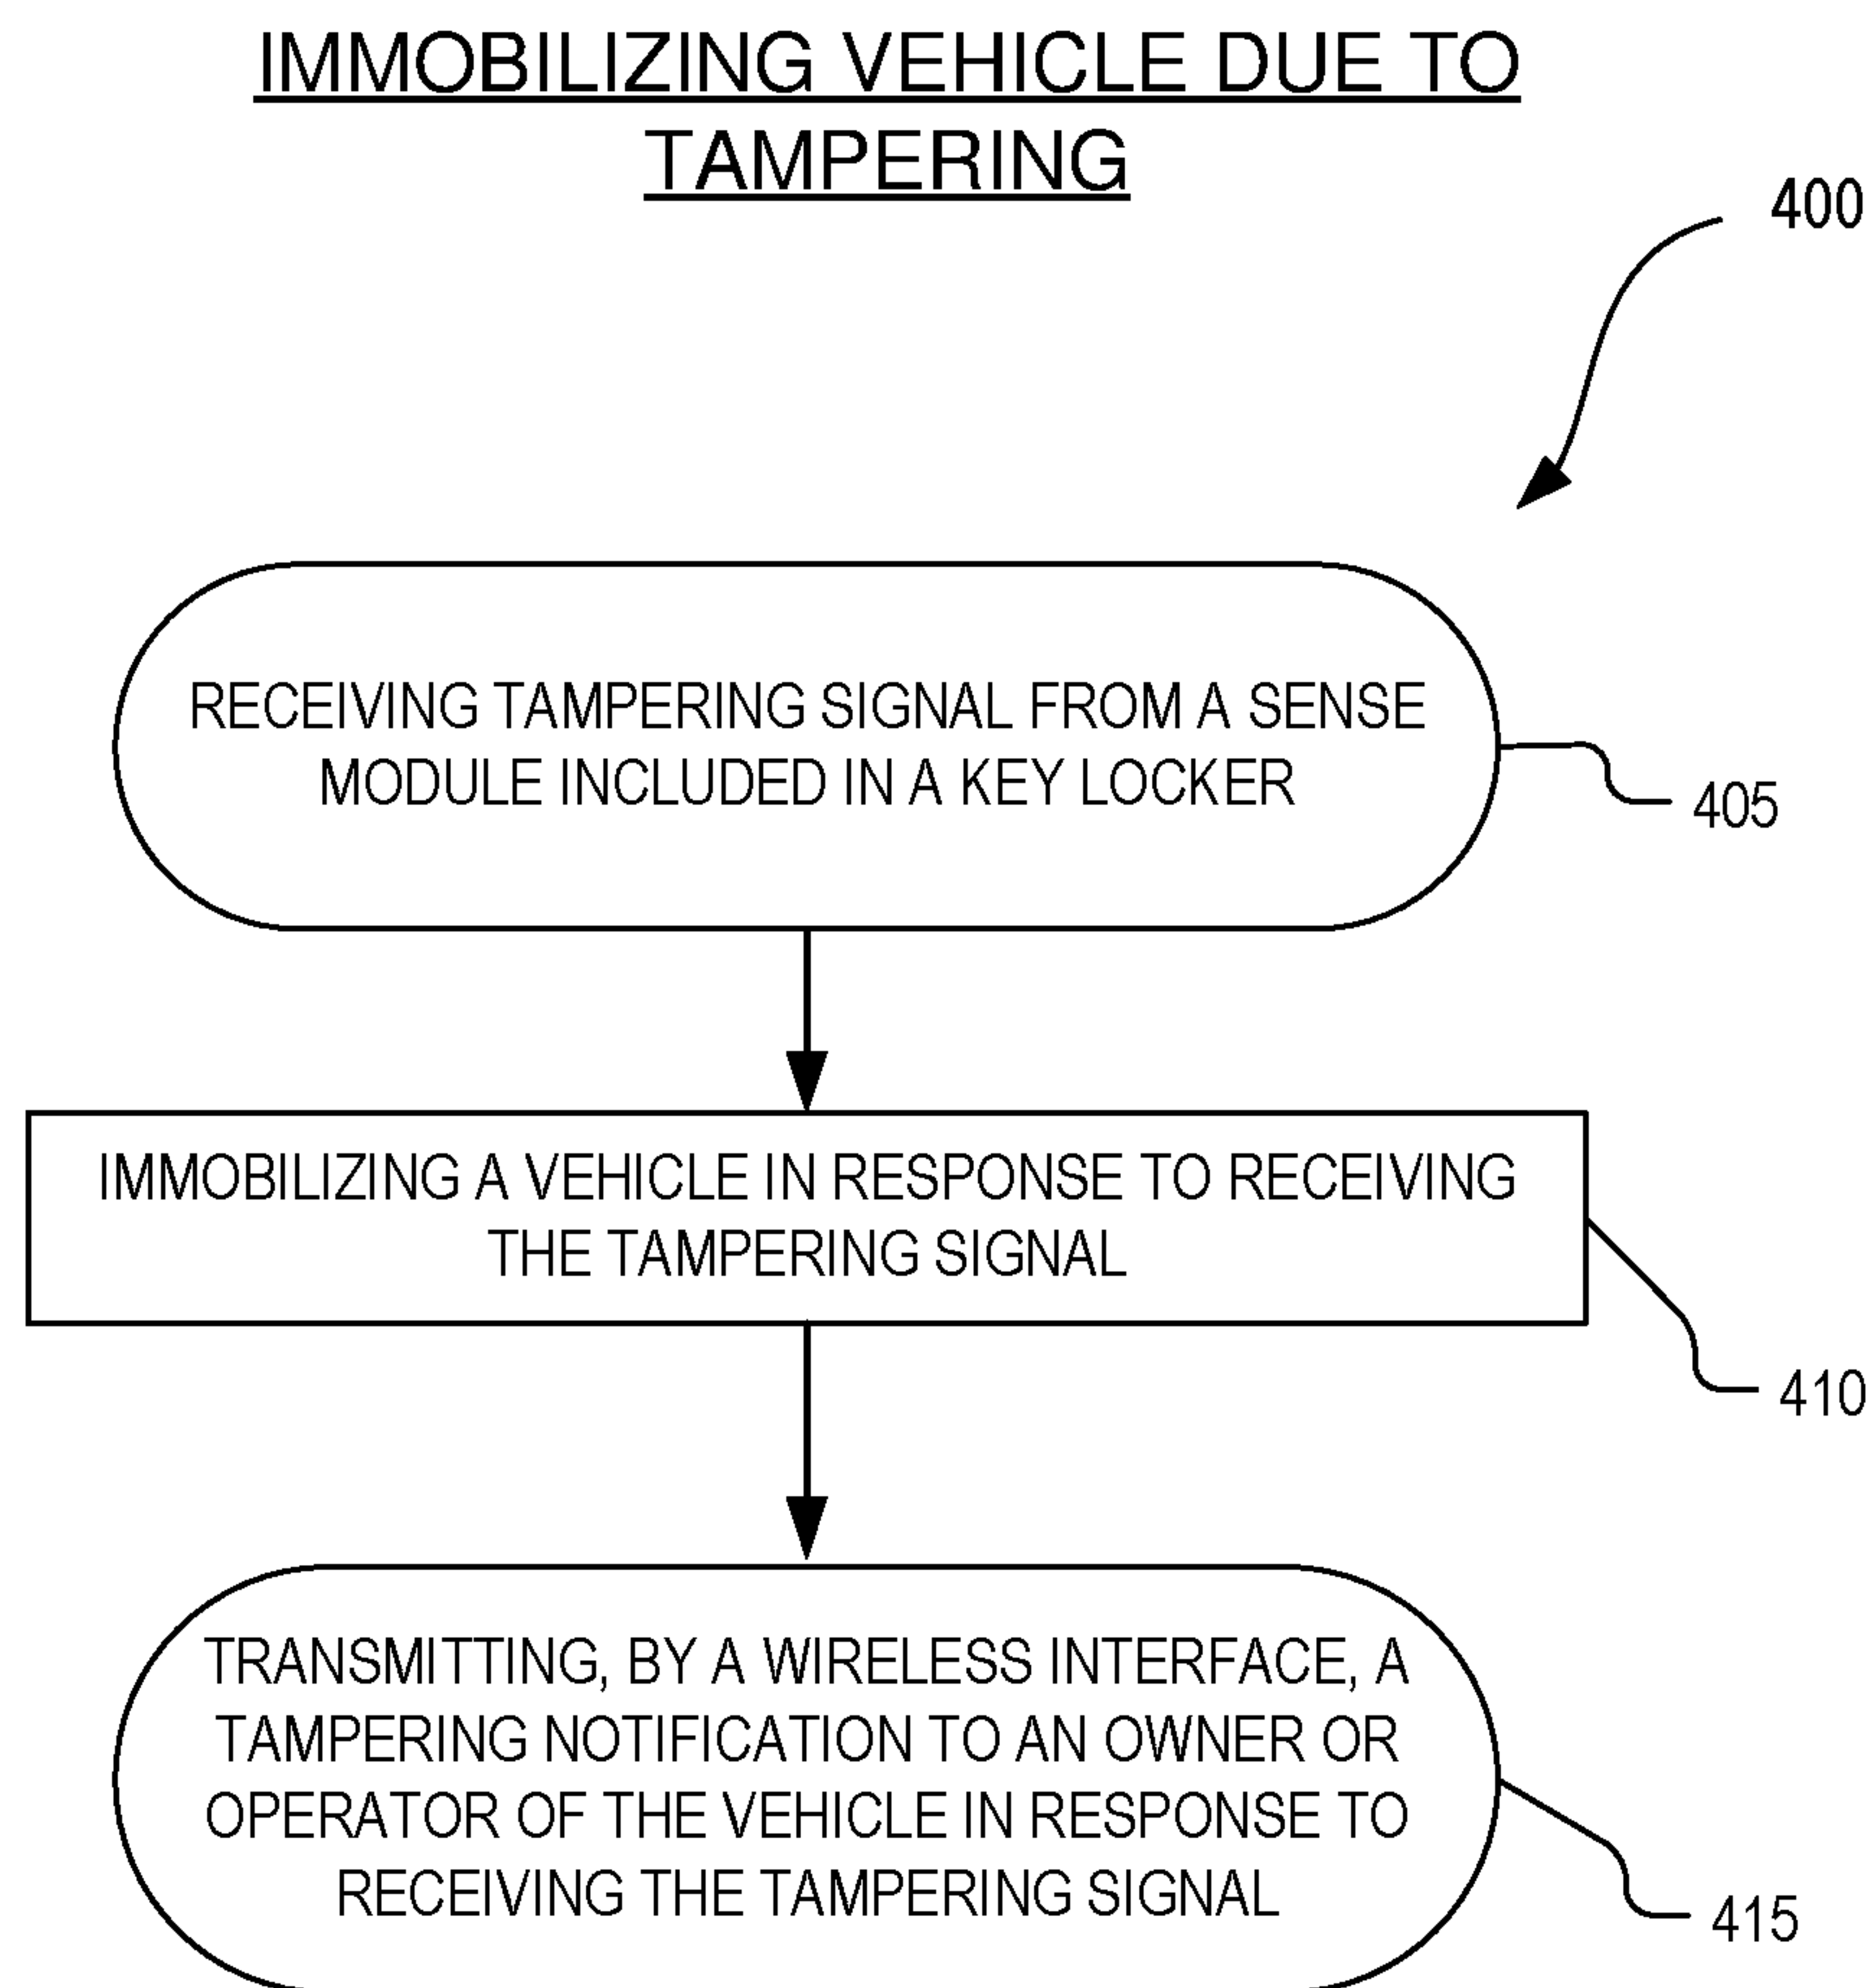 IMMOBILIZING VEHICLE DUE TO
TAMPERING
400
RECEIVING TAMPERING SIGNAL FROM A SENSE
MODULE INCLUDED IN A KEY LOCKER
405
IMMOBILIZING A VEHICLE IN RESPONSE TO RECEIVING
THE TAMPERING SIGNAL
410
TRANSMITTING, BY A WIRELESS INTERFACE, A
TAMPERING NOTIFICATION TO AN OWNER OR
OPERATOR OF THE VEHICLE IN RESPONSE TO
RECEIVING THE TAMPERING SIGNAL
415